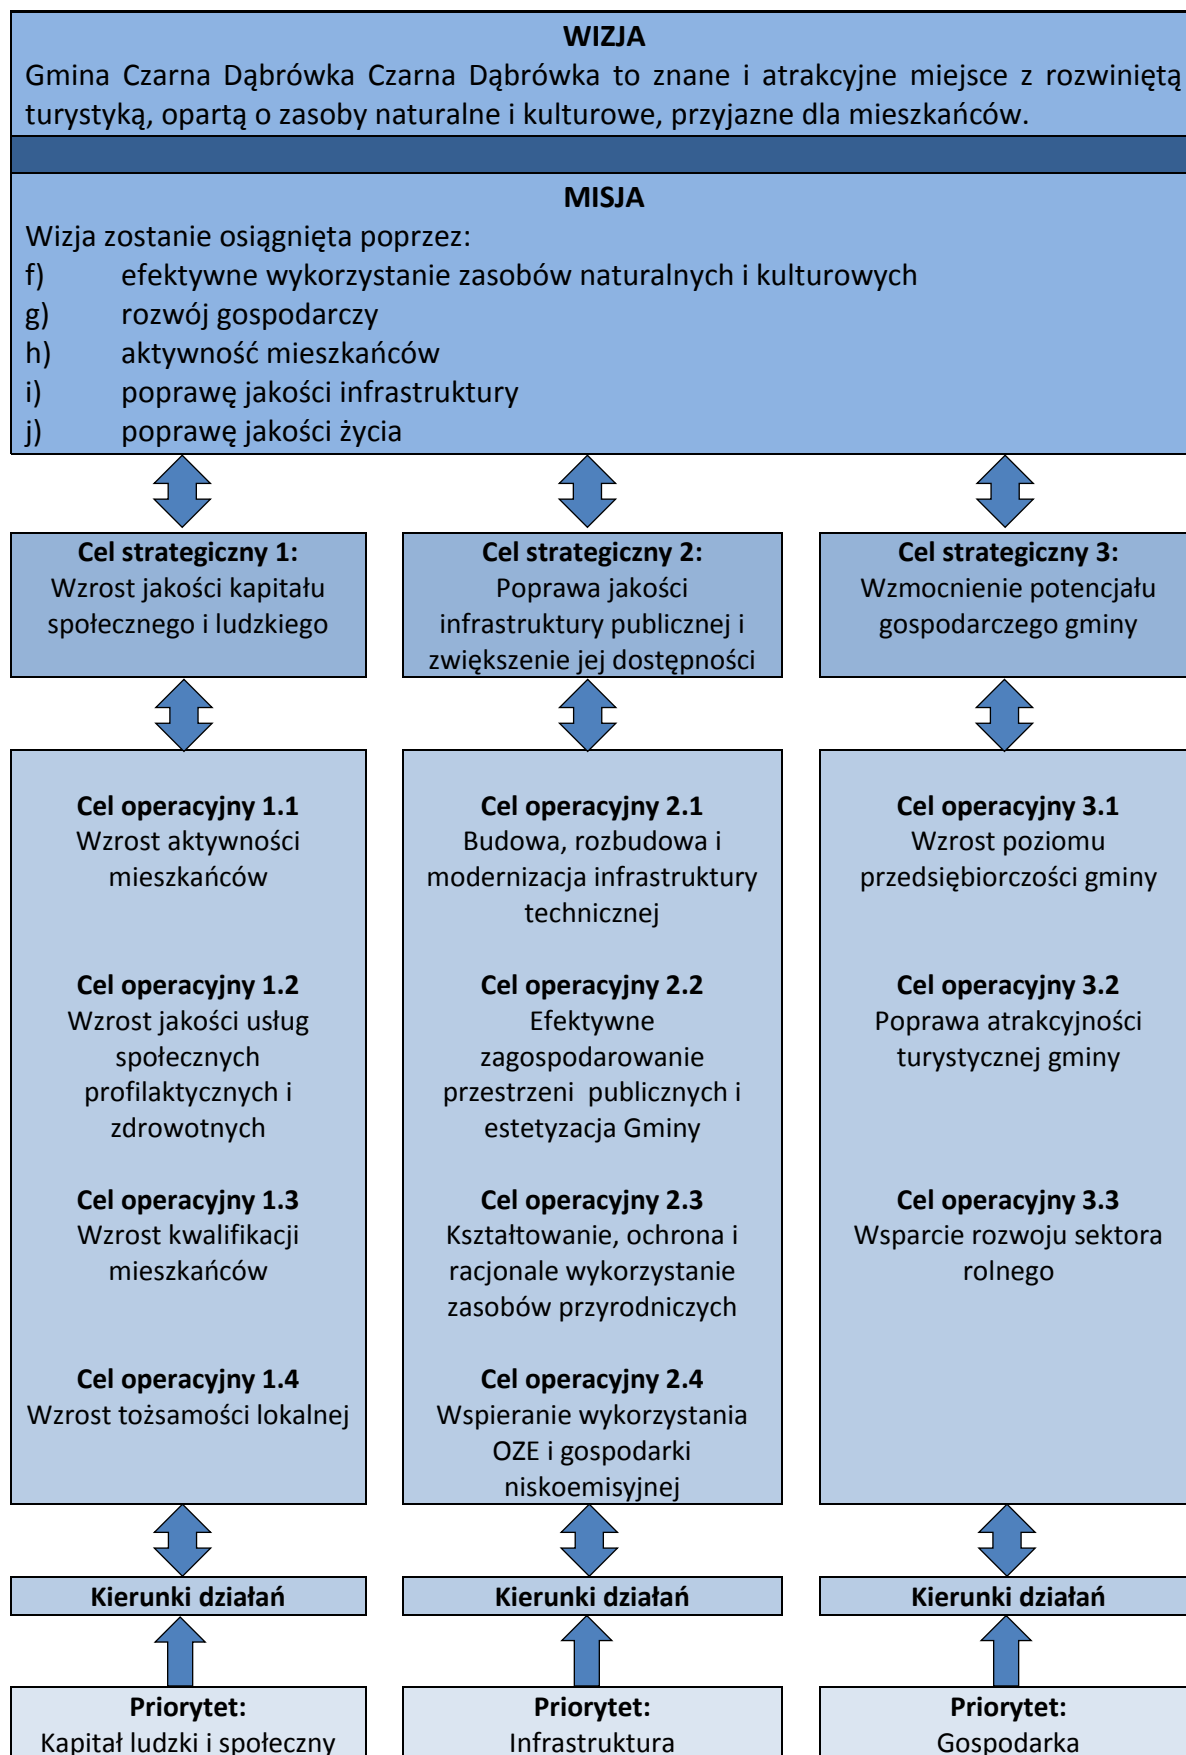 WIZJA
Gmina Czarna Dąbrówka Czarna Dąbrówka to znane i atrakcyjne miejsce z rozwiniętą
turystyką, opartą o zasoby naturalne i kulturowe, przyjazne dla mieszkańców.
MISJA
Wizja zostanie osiągnięta poprzez:
f) efektywne wykorzystanie zasobów naturalnych i kulturowych
g) rozwój gospodarczy
h) aktywność mieszkańców
i) poprawę jakości infrastruktury
j) poprawę jakości życia
Cel strategiczny 1:
Wzrost jakości kapitału
społecznego i ludzkiego
Cel strategiczny 2:
Poprawa jakości
infrastruktury publicznej i
zwiększenie jej dostępności
Cel strategiczny 3:
Wzmocnienie potencjału
gospodarczego gminy
Cel operacyjny 1.1
Wzrost aktywności
mieszkańców
Cel operacyjny 1.2
Wzrost jakości usług
społecznych
profilaktycznych i
zdrowotnych
Cel operacyjny 1.3
Wzrost kwalifikacji
mieszkańców
Cel operacyjny 1.4
Wzrost tożsamości lokalnej
Cel operacyjny 2.1
Budowa, rozbudowa i
modernizacja infrastruktury
technicznej
Cel operacyjny 2.2
Efektywne
zagospodarowanie
przestrzeni publicznych i
estetyzacja Gminy
Cel operacyjny 2.3
Kształtowanie, ochrona i
racjonale wykorzystanie
zasobów przyrodniczych
Cel operacyjny 2.4
Wspieranie wykorzystania
OZE i gospodarki
niskoemisyjnej
Cel operacyjny 3.1
Wzrost poziomu
przedsiębiorczości gminy
Cel operacyjny 3.2
Poprawa atrakcyjności
turystycznej gminy
Cel operacyjny 3.3
Wsparcie rozwoju sektora
rolnego
Kierunki działań
Kierunki działań
Kierunki działań
Priorytet:
Kapitał ludzki i społeczny
Priorytet:
Infrastruktura
Priorytet:
Gospodarka